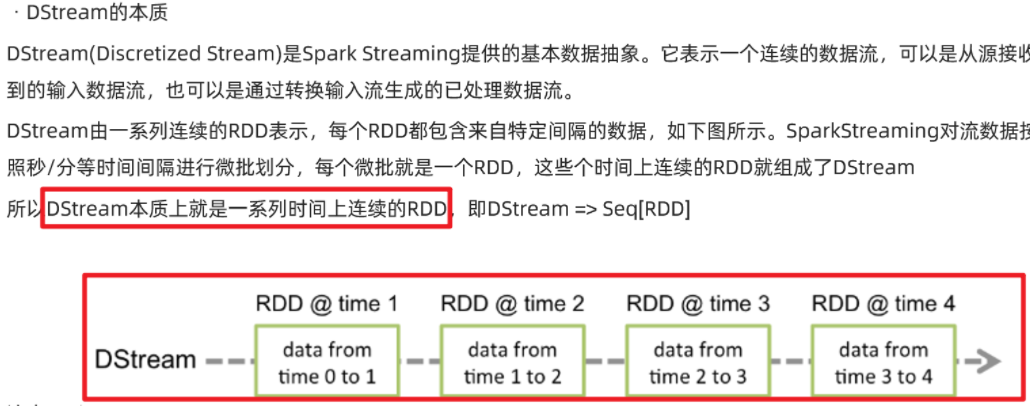 · DStream的本质
DStream(Discretized Stream)是Spark Streaming提供的基本数据抽象。它表示一个连续的数据流，可以是从源接收
到的输入数据流，也可以是通过转换输入流生成的已处理数据流。
DStream由一系列连续的RDD表示，每个RDD都包含来自特定间隔的数据，如下图所示。SparkStreaming对流数据按
照秒/分等时间间隔进行微批划分，每个微批就是一个RDD，这些个时间上连续的RDD就组成了DStream
所以DStream本质上就是一系列时间上连续的RDD，即DStream => Seq[RDD]
RDD @ time 1 RDD @ time 2 RDD @ time 3 RDD @ time 4
DStream data from data from data from data from
time 0 to 1 time 1 to 2 time 2 to 3 time 3 to 4